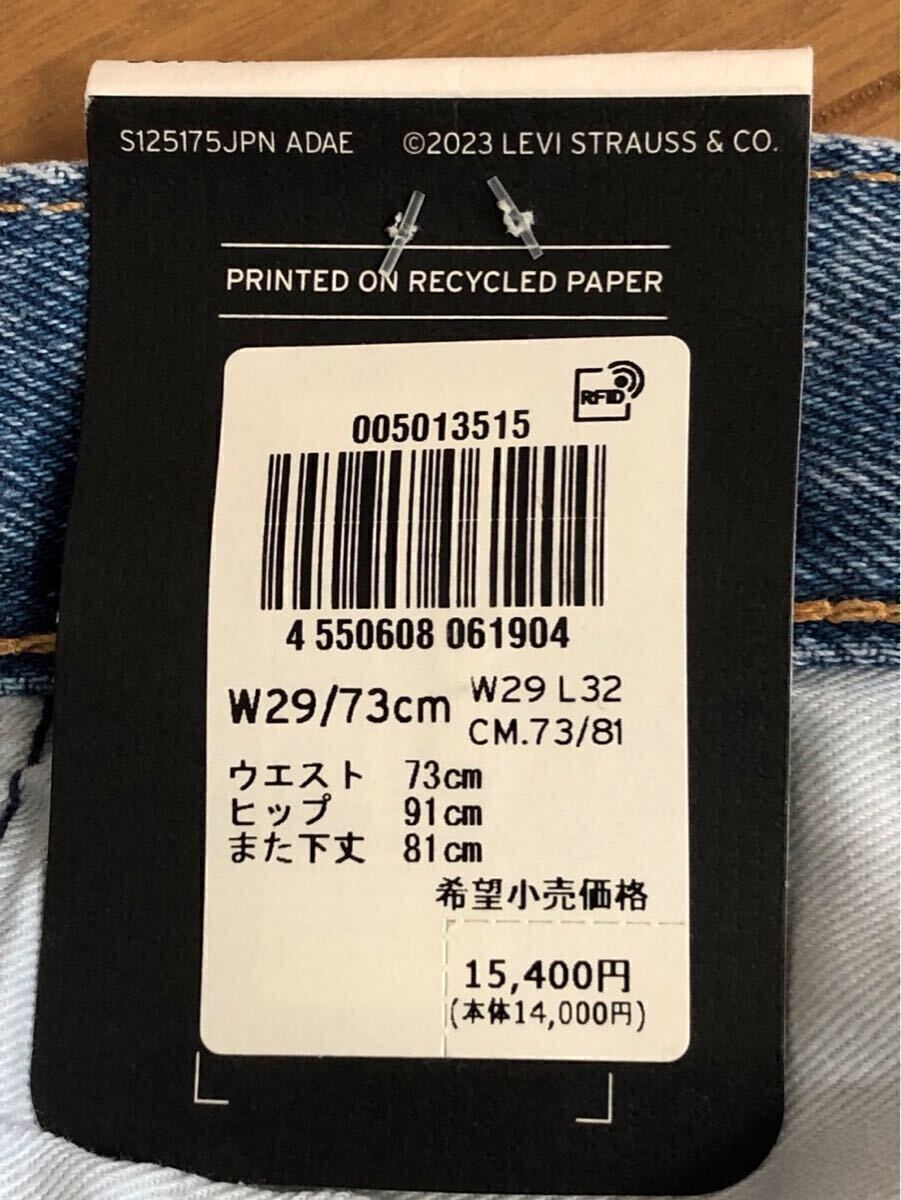 S125175JPN ADAE ©2023 LEVI STRAUSS & CO.
PRINTED ON RECYCLED PAPER
RFID
005013515
4 550608 061904
W29/73cm
W29 L32
CM.73/81
ウエスト 73cm
ヒップ 91cm
また下丈 81cm
希望小売価格
15,400円
(本体14,000円)